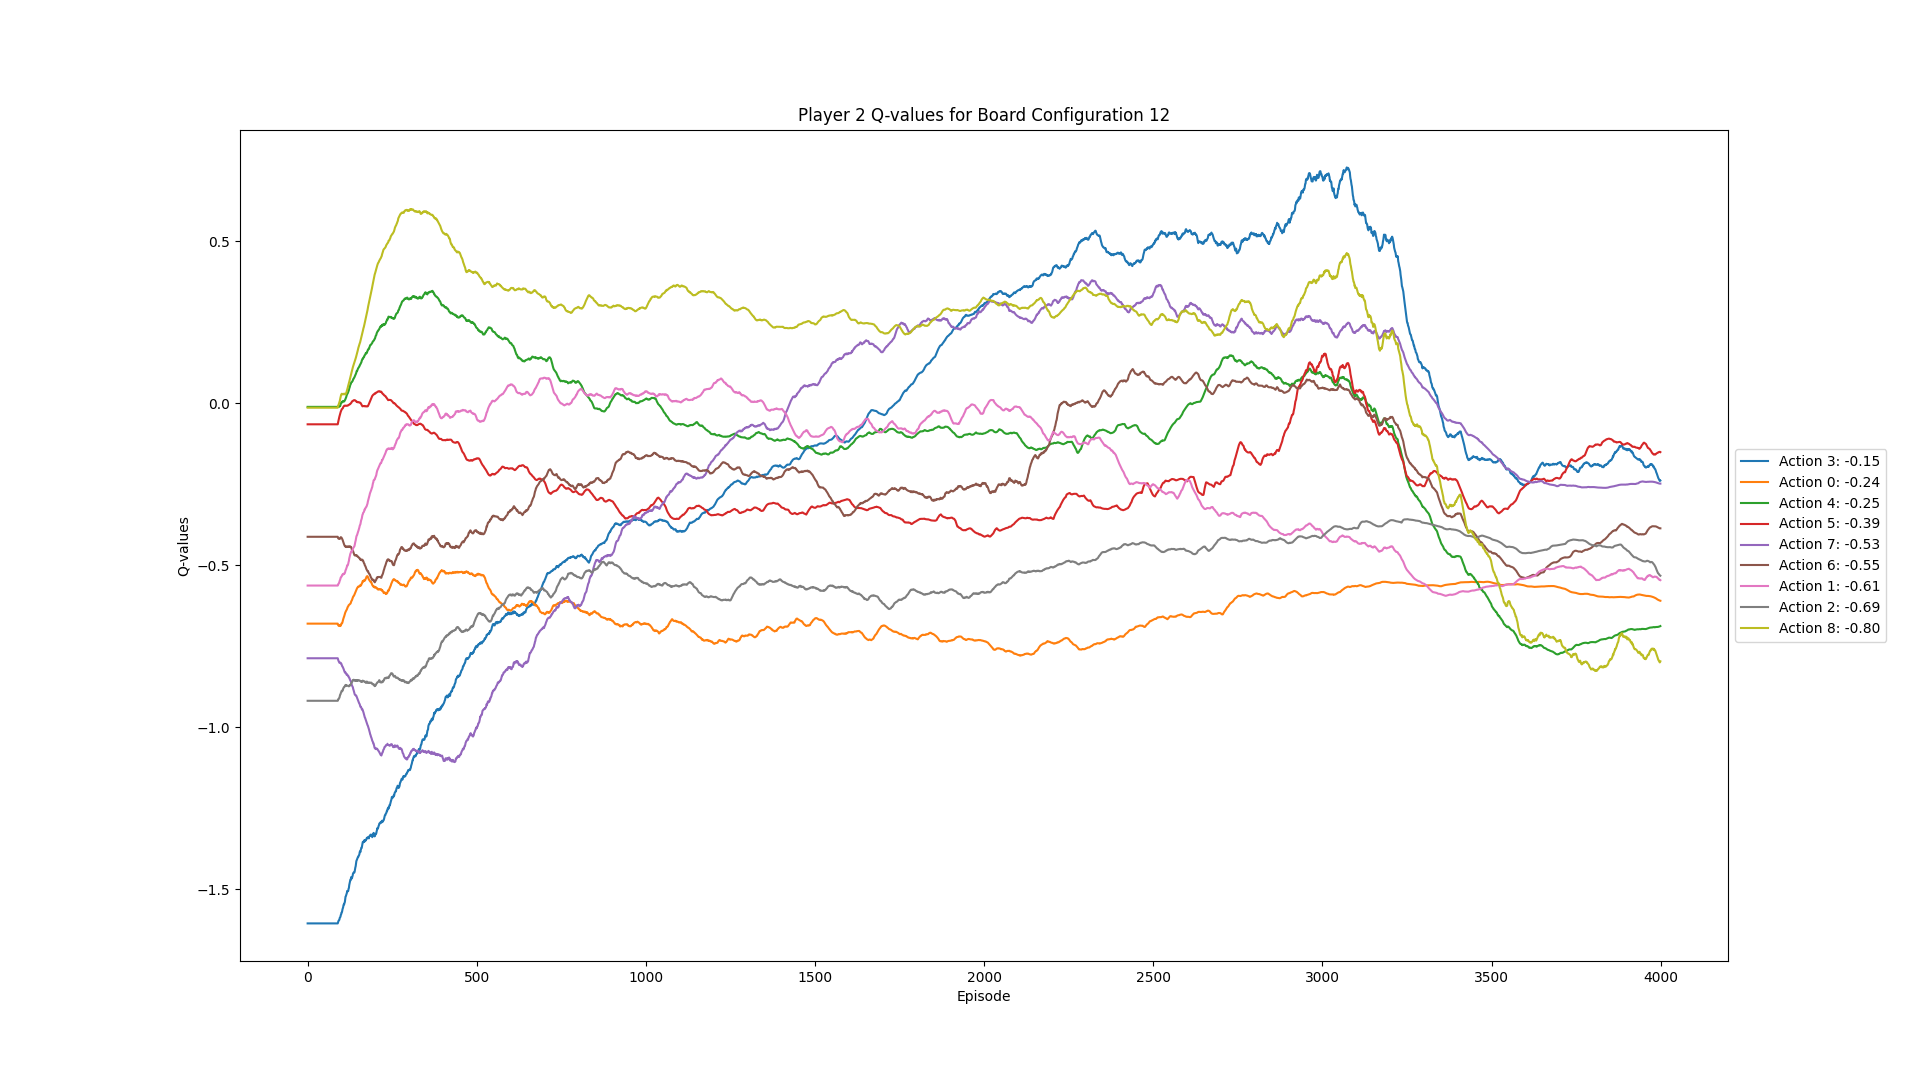 Player 2 Q-values for Board Configuration 12
Q-values
0.5
0.0
−0.5
−1.0
−1.5
0
500
1000
1500
2000
2500
3000
3500
4000
Episode
Action 3: -0.15
Action 0: -0.24
Action 4: -0.25
Action 5: -0.39
Action 7: -0.53
Action 6: -0.55
Action 1: -0.61
Action 2: -0.69
Action 8: -0.80